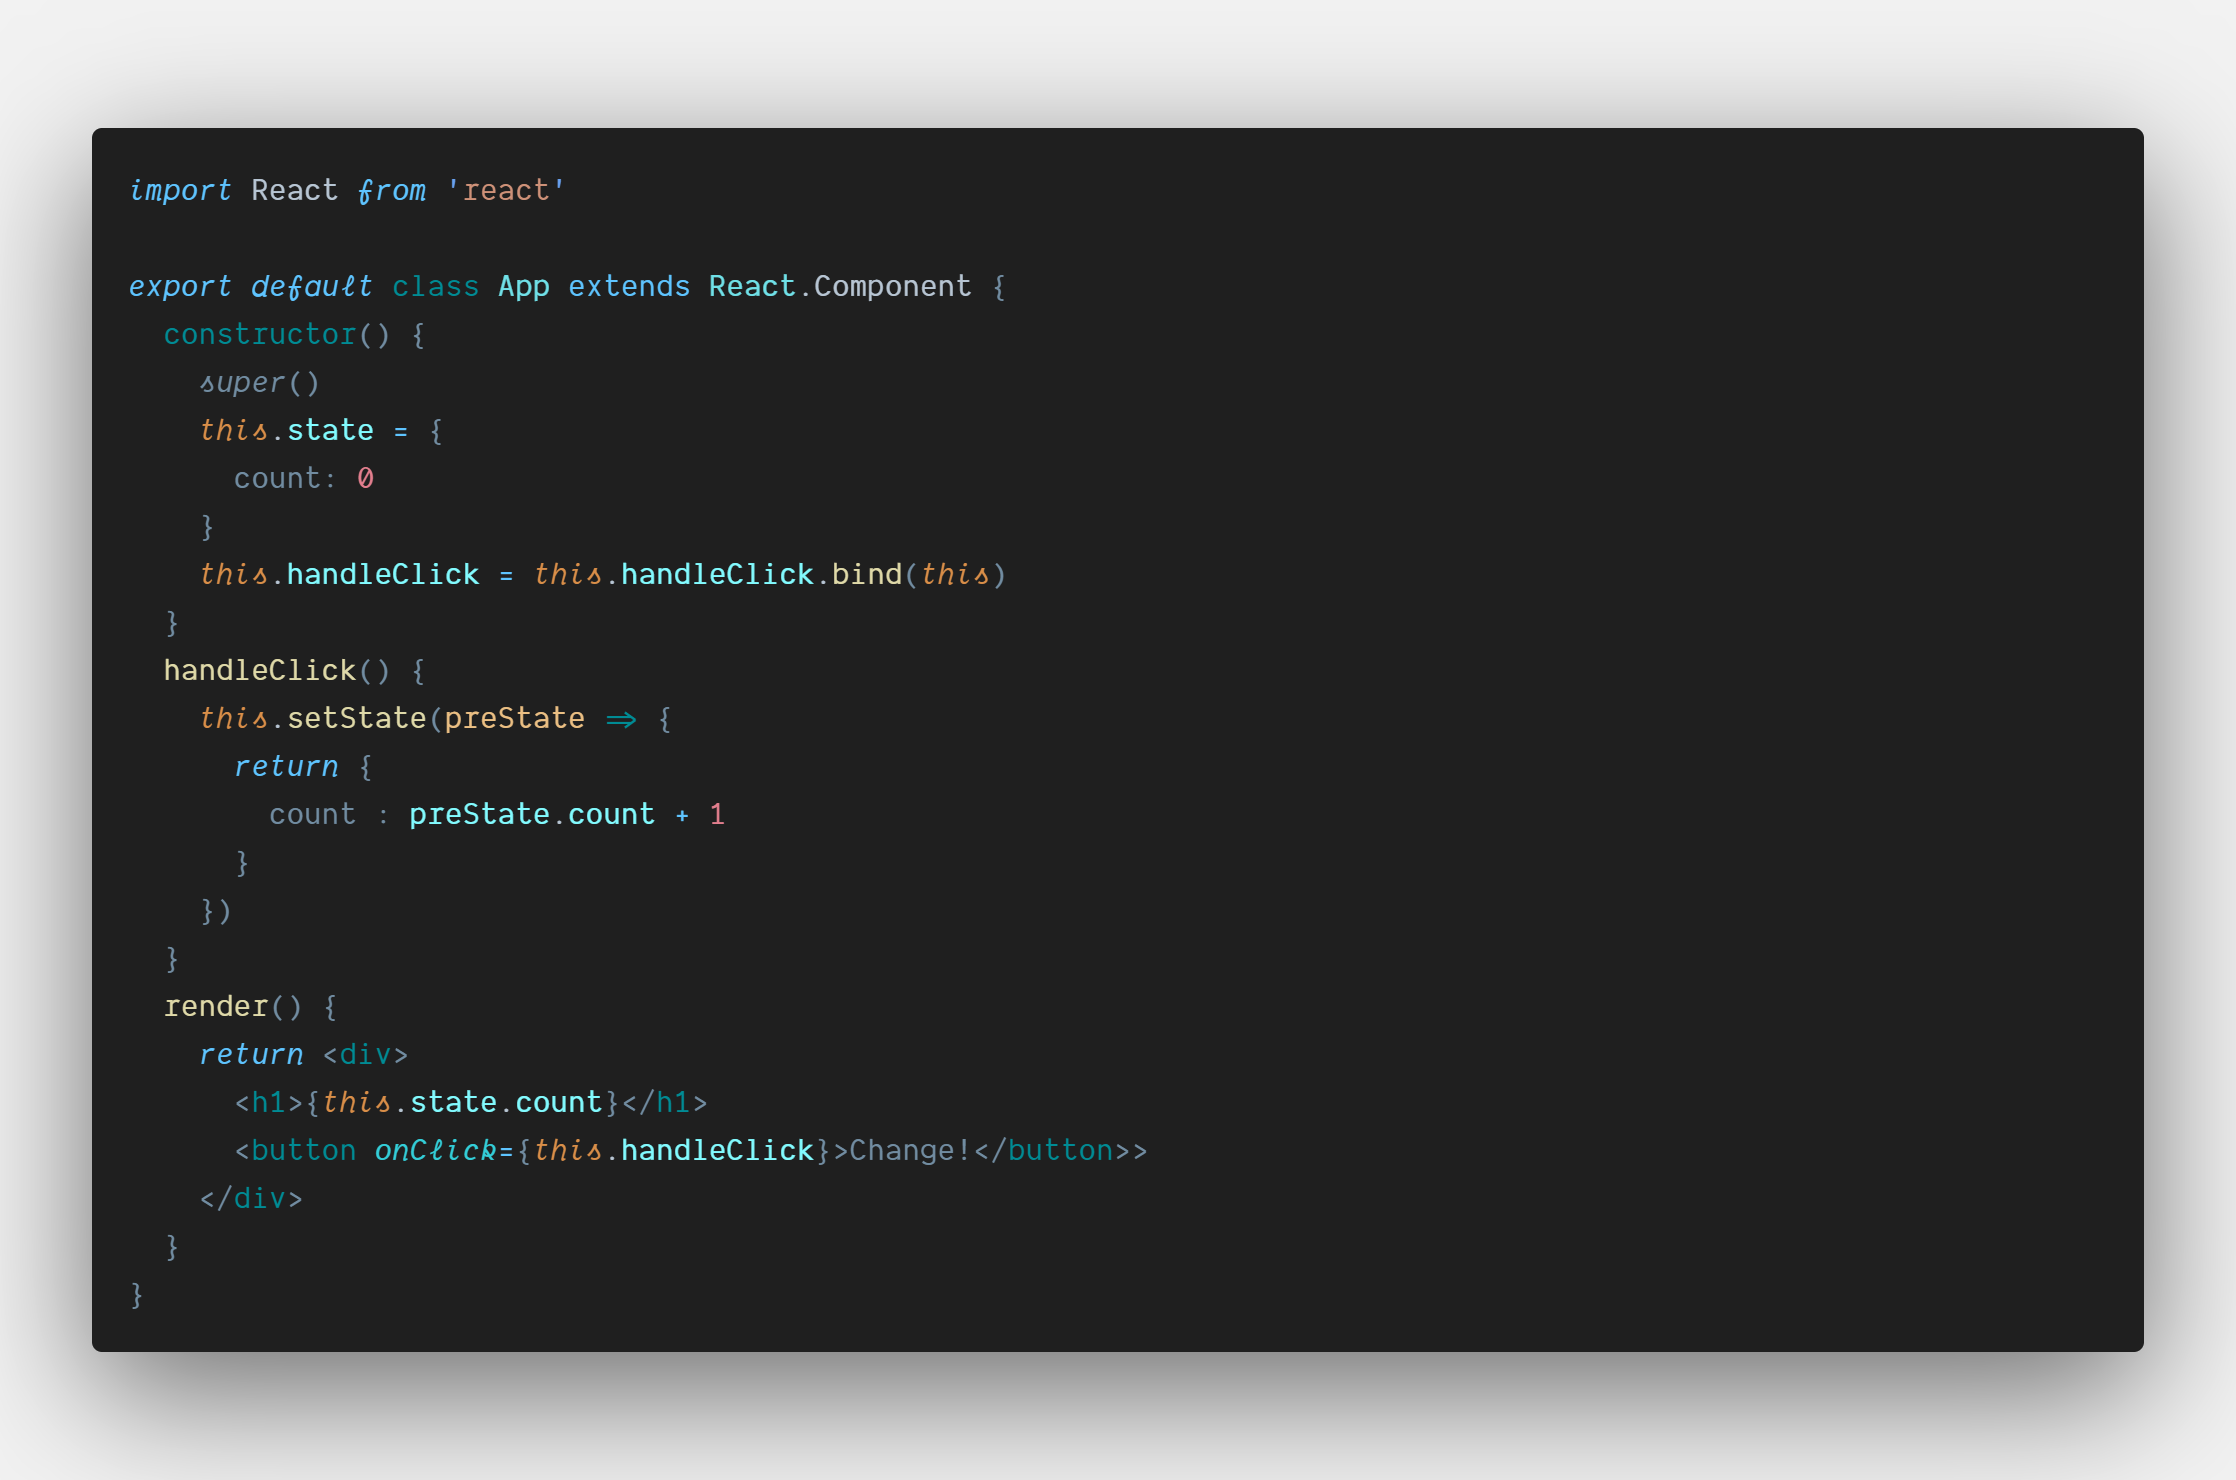 import React from 'react'

export default class App extends React.Component {
  constructor() {
    super()
    this.state = {
      count: 0
    }
    this.handleClick = this.handleClick.bind(this)
  }
  handleClick() {
    this.setState(preState => {
      return {
        count : preState.count + 1
      }
    })
  }
  render() {
    return <div>
      <h1>{this.state.count}</h1>
      <button onClick={this.handleClick}>Change!</button>>
    </div>
  }
}